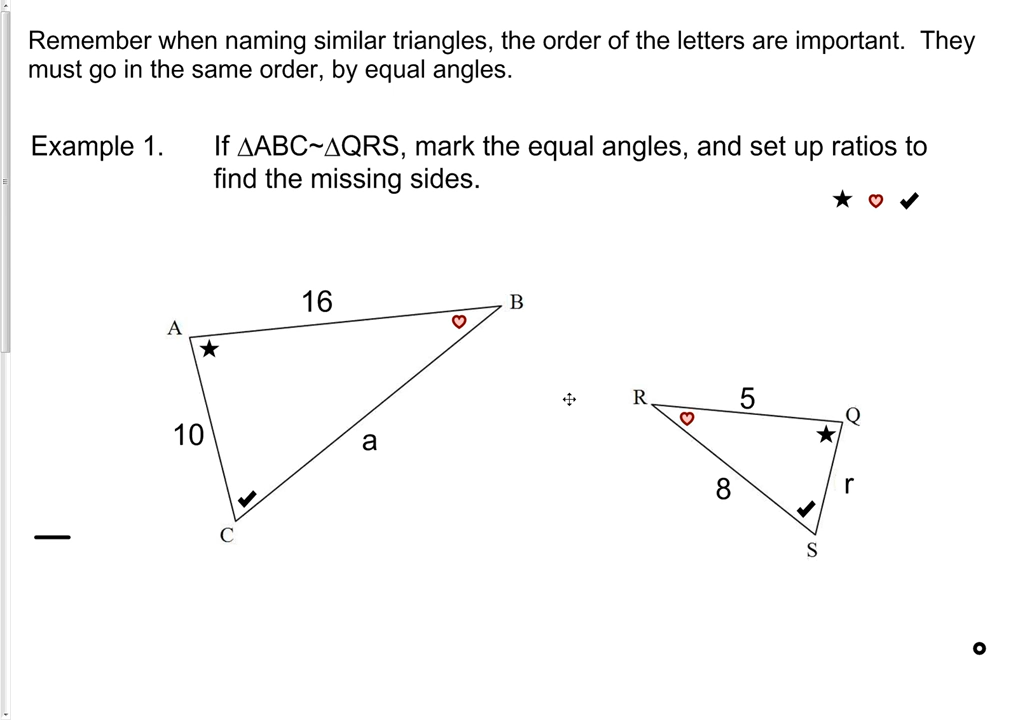 Remember when naming similar triangles, the order of the letters are important. They
must go in the same order, by equal angles.
Example 1. If ∆ABC~∆QRS, mark the equal angles, and set up ratios to
find the missing sides.
16
B
A
R
5
Q
10
a
8
r
C
S